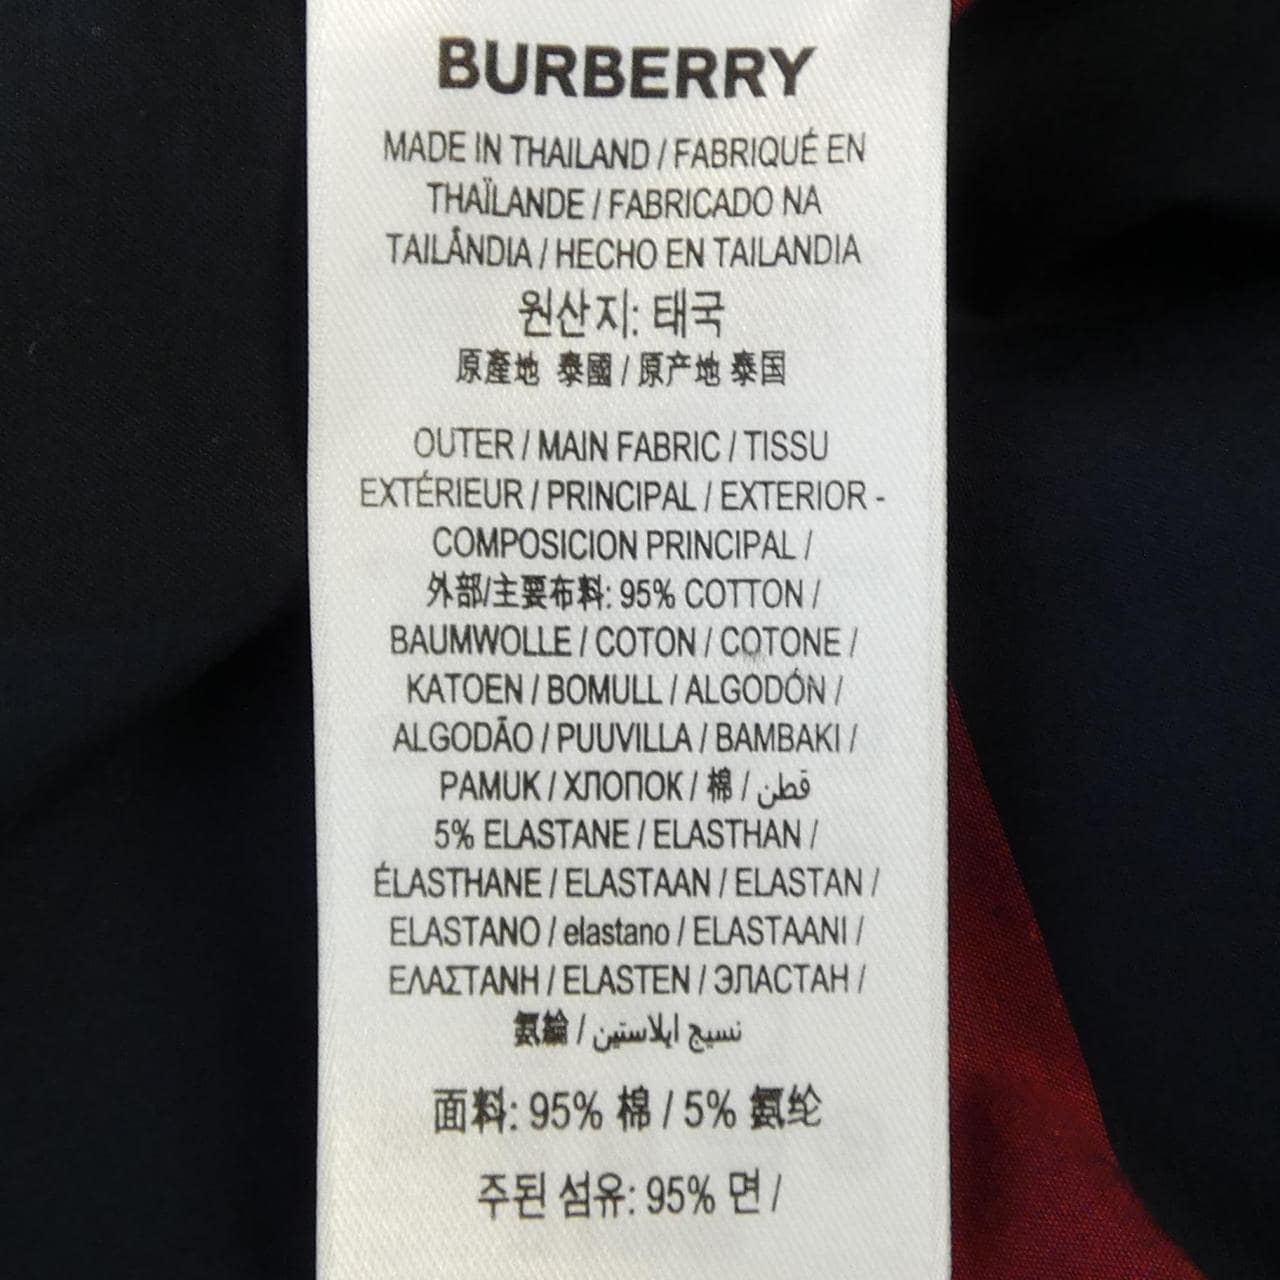 BURBERRY
MADE IN THAILAND / FABRIQUÉ EN
THAÏLANDE / FABRICADO NA
TAILÂNDIA / HECHO EN TAILANDIA
원산지: 태국
原產地 泰國 / 原产地 泰国
OUTER / MAIN FABRIC / TISSU
EXTÉRIEUR / PRINCIPAL / EXTERIOR -
COMPOSICION PRINCIPAL /
外部/主要布料: 95% COTTON /
BAUMWOLLE / COTON / COTONE /
KATOEN / BOMULL / ALGODÓN /
ALGODÃO / PUUVILLA / BAMBAKI /
PAMUK / ХЛОПОК / 棉 / قطن
5% ELASTANE / ELASTHAN /
ÉLASTHANE / ELASTAAN / ELASTAN /
ELASTANO / elastano / ELASTAANI /
ΕΛΑΣΤΑΝΗ / ELASTEN / ЭЛАСТАН /
氨綸 / نسيج ايلاستين
面料: 95% 棉 / 5% 氨纶
주된 섬유: 95% 면 /